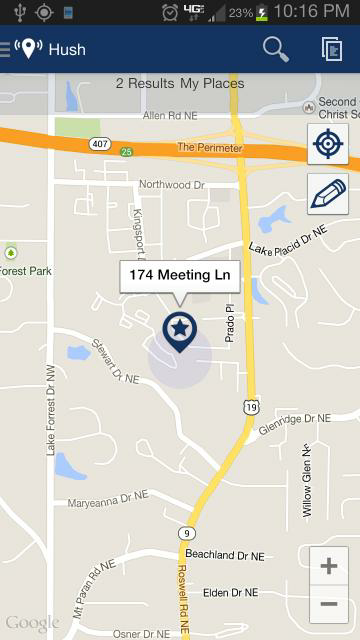 4G 23% 10:16 PM
Hush
2 Results My Places
Second
Christ Sc
Allen Rd NE
407
25
The Perimeter
Northwood Dr
Kingsport
Lake Placid Dr NE
Forest Park
174 Meeting Ln
Prado Pl
Stewart Dr NE
Lake Forrest Dr NW
19
Glenridge Dr NE
Willow Glen
Maryeanna Dr NE
9
Beachland Dr NE
Mt Paran Rd NE
Roswell Rd NE
Elden Dr NE
Osner Dr NE
Google
+
−